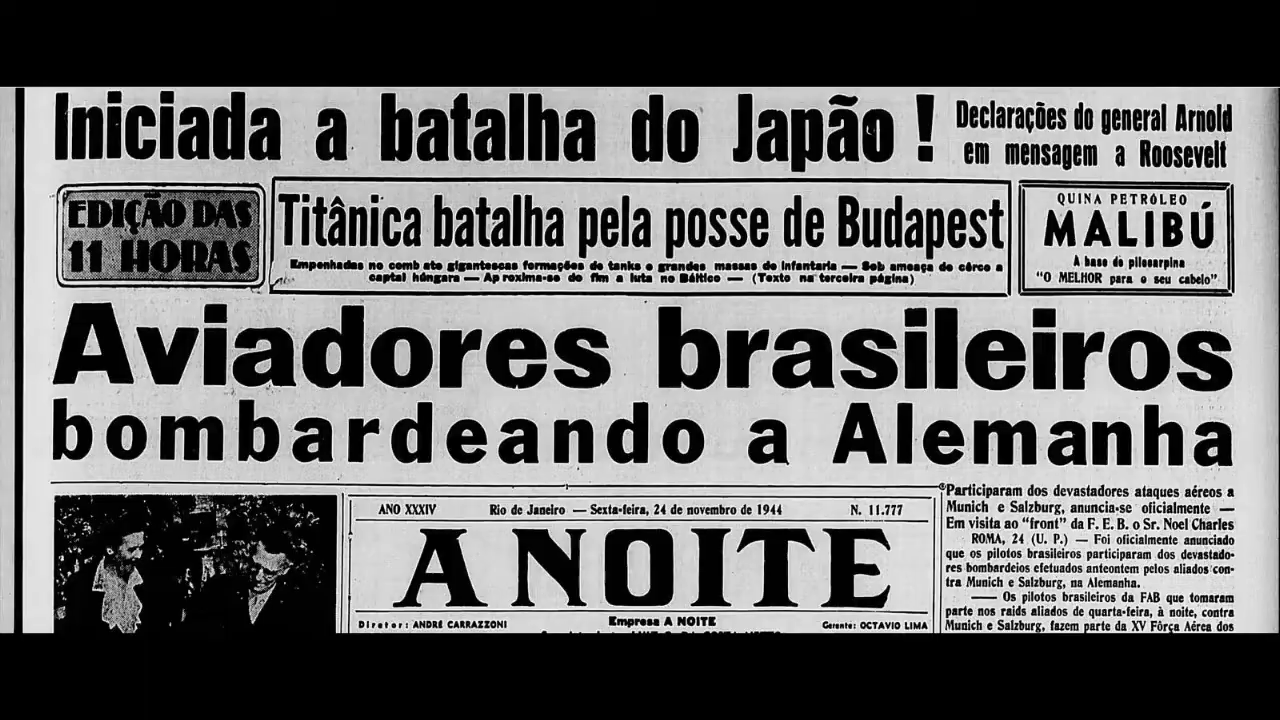 Iniciada a batalha do Japão !
Declarações do general Arnold
em mensagem a Roosevelt
EDIÇÃO DAS
11 HORAS
Titânica batalha pela posse de Budapest
Empenhadas no comb ate gigantescas formações de tanks e grandes massas de infantaria — Sob ameaça de cêrco a
captal húngara — Ap roxima-se do fim a luta no Báltico — (Texto na terceira página)
QUINA PETRÓLEO
MALIBÚ
A base de pilocarpina
"O MELHOR para o seu cabelo".
Aviadores brasileiros
bombardeando a Alemanha
ANO XXXIV Rio de Janeiro — Sexta-feira, 24 de novembro de 1944 N. 11.777
A NOITE
Diretor: ANDRÉ CARRAZZONI
Empresa A NOITE
Gerente: OCTAVIO LIMA
Participaram dos devastadores ataques aéreos a
Munich e Salzburg, anuncia-se oficialmente —
Em visita ao "front" da F. E. B. o Sr. Noel Charles
ROMA, 24 (U. P.) — Foi oficialmente anunciado
que os pilotos brasileiros participaram dos devastado-
res bombardeios efetuados anteontem pelos aliados con-
tra Munich e Salzburg, na Alemanha.
—— Os pilotos brasileiros da FAB que tomaram
parte nos raids aliados de quarta-feira, à noite, contra
Munich e Salzburg, fazem parte da XV Fôrça Aérea dos